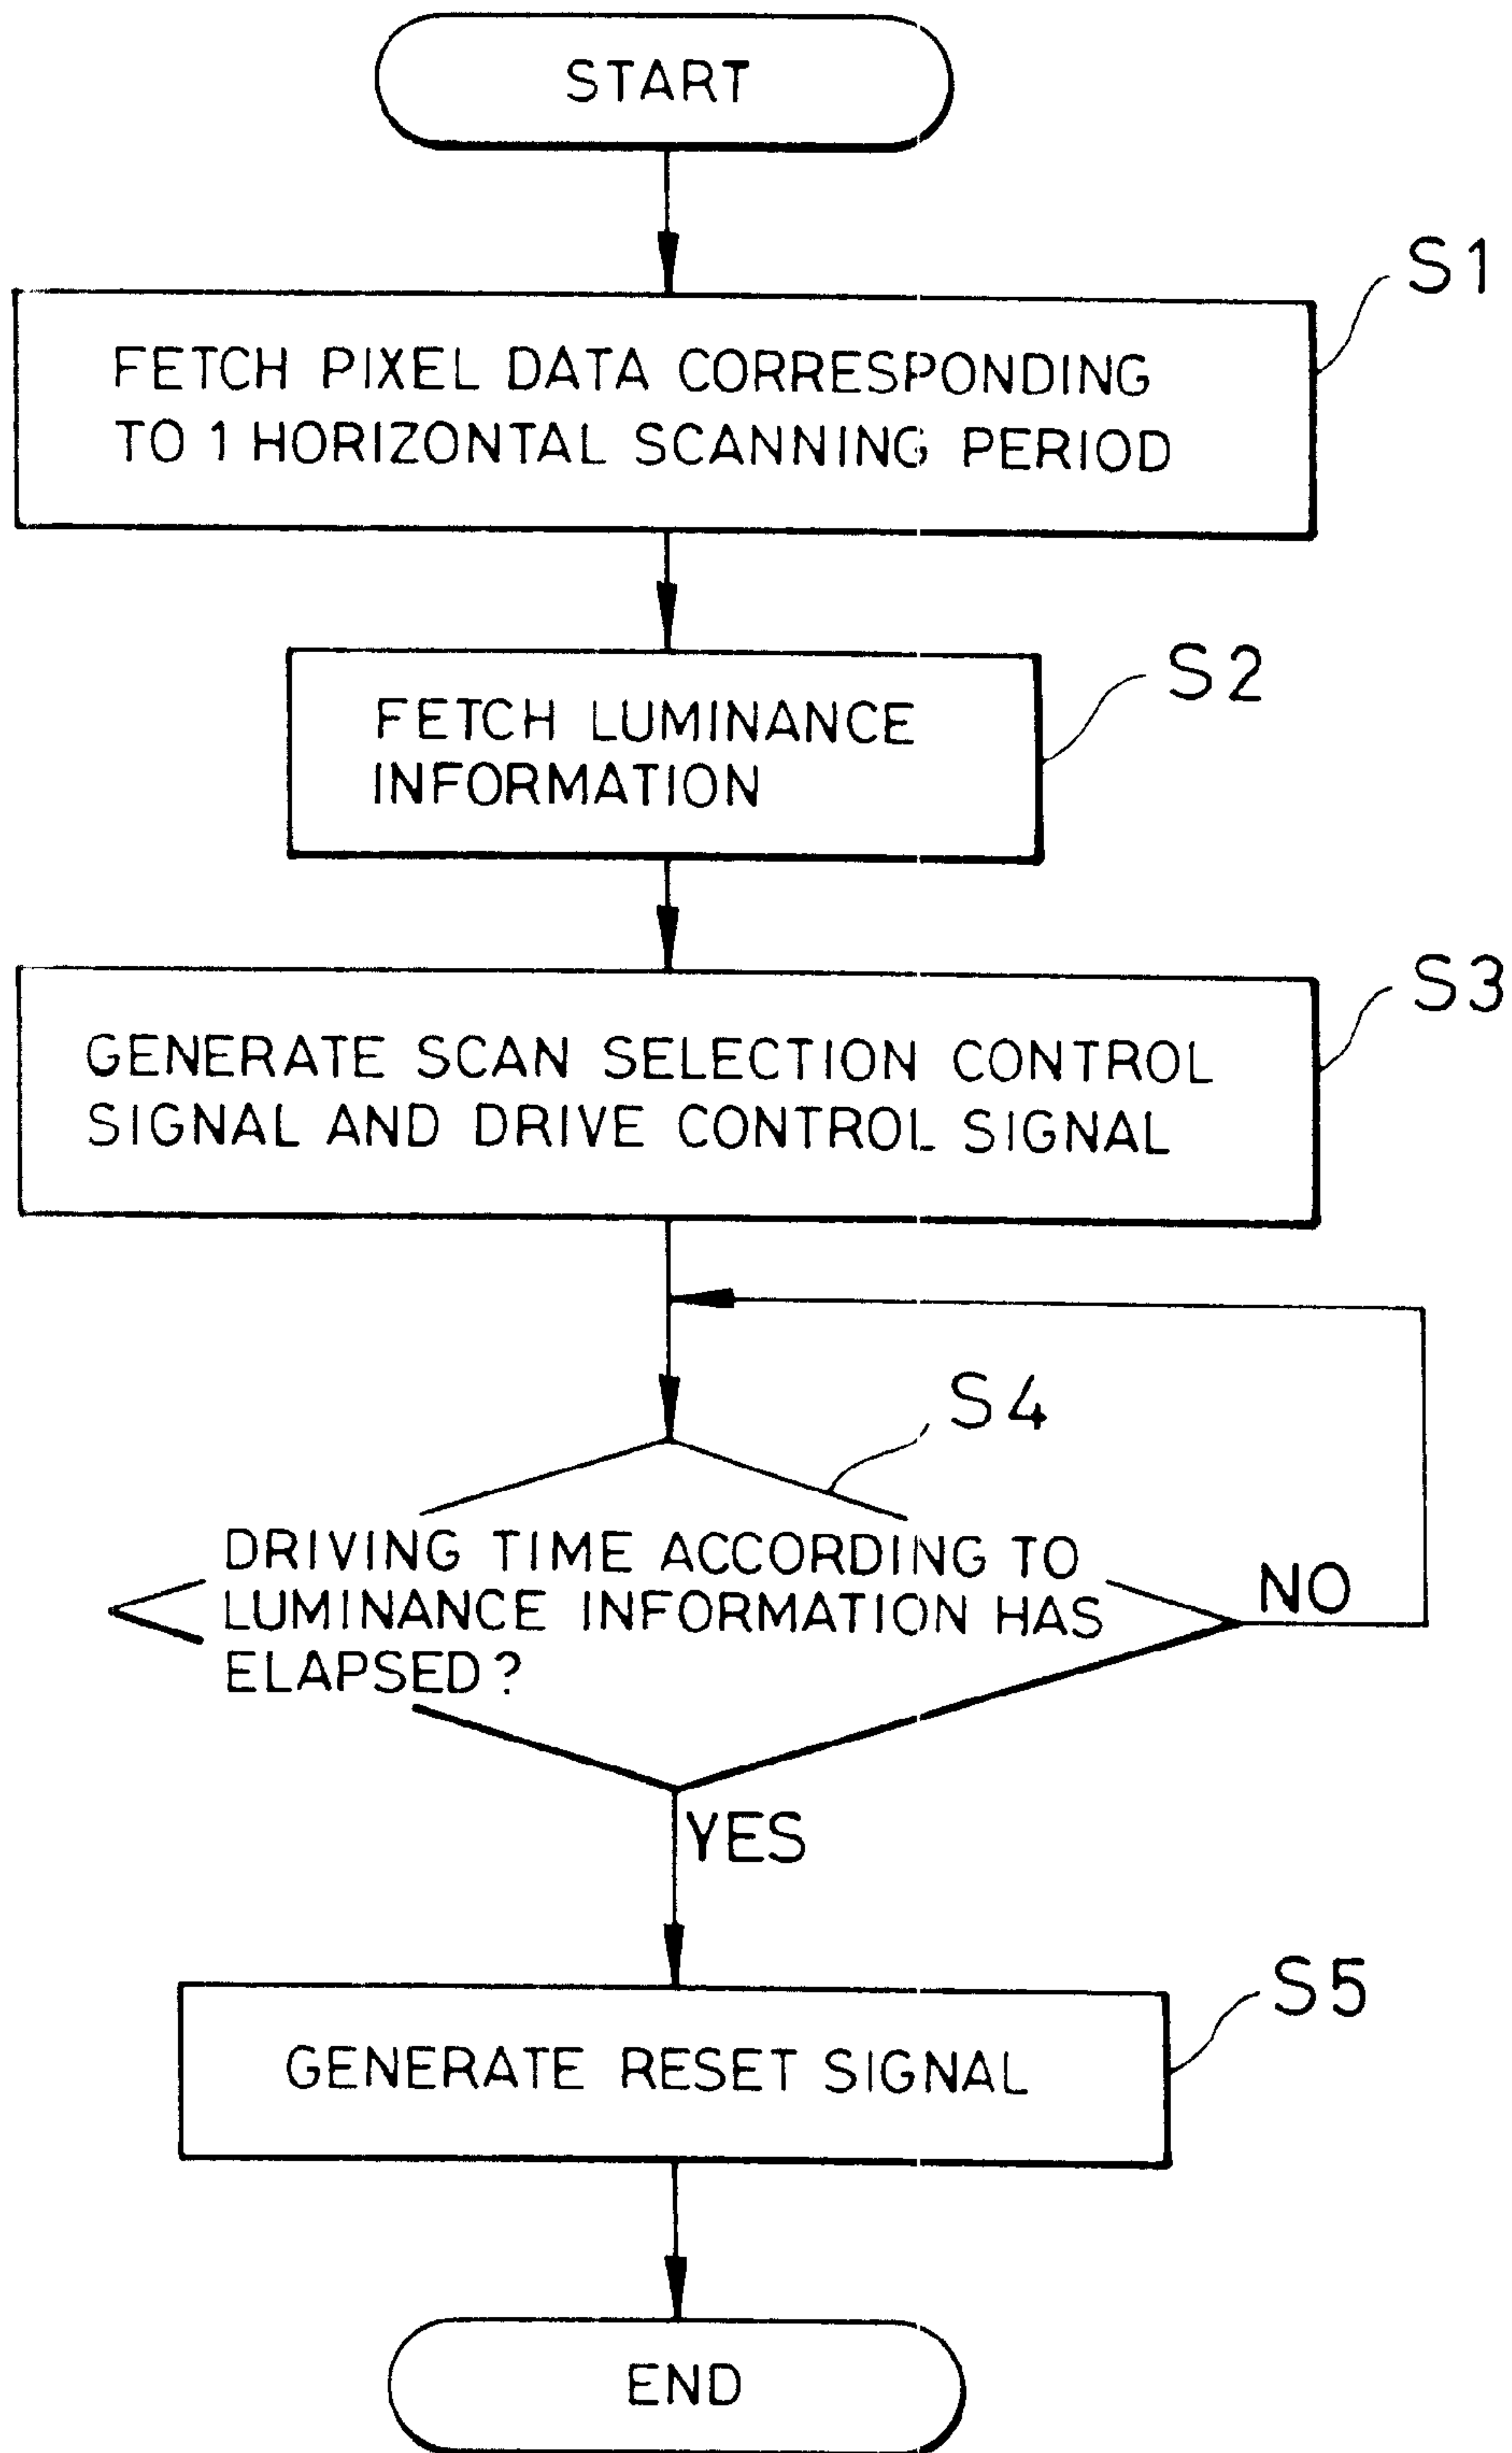 START
S1
FETCH PIXEL DATA CORRESPONDING
TO 1 HORIZONTAL SCANNING PERIOD
S2
FETCH LUMINANCE
INFORMATION
S3
GENERATE SCAN SELECTION CONTROL
SIGNAL AND DRIVE CONTROL SIGNAL
S4
DRIVING TIME ACCORDING TO
LUMINANCE INFORMATION HAS
ELAPSED?
NO
YES
S5
GENERATE RESET SIGNAL
END